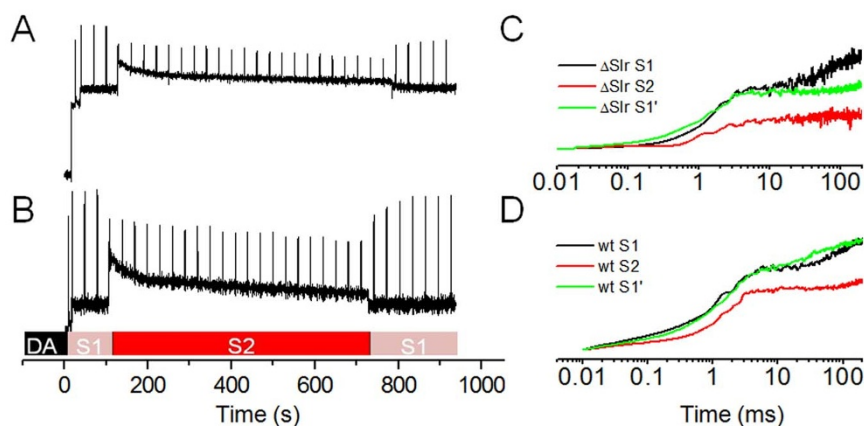 A
B
DA S1 S2 S1
0 200 400 600 800 1000
Time (s)
C
ΔSlr S1
ΔSlr S2
ΔSlr S1'
0.01 0.1 1 10 100
D
wt S1
wt S2
wt S1'
0.01 0.1 1 10 100
Time (ms)